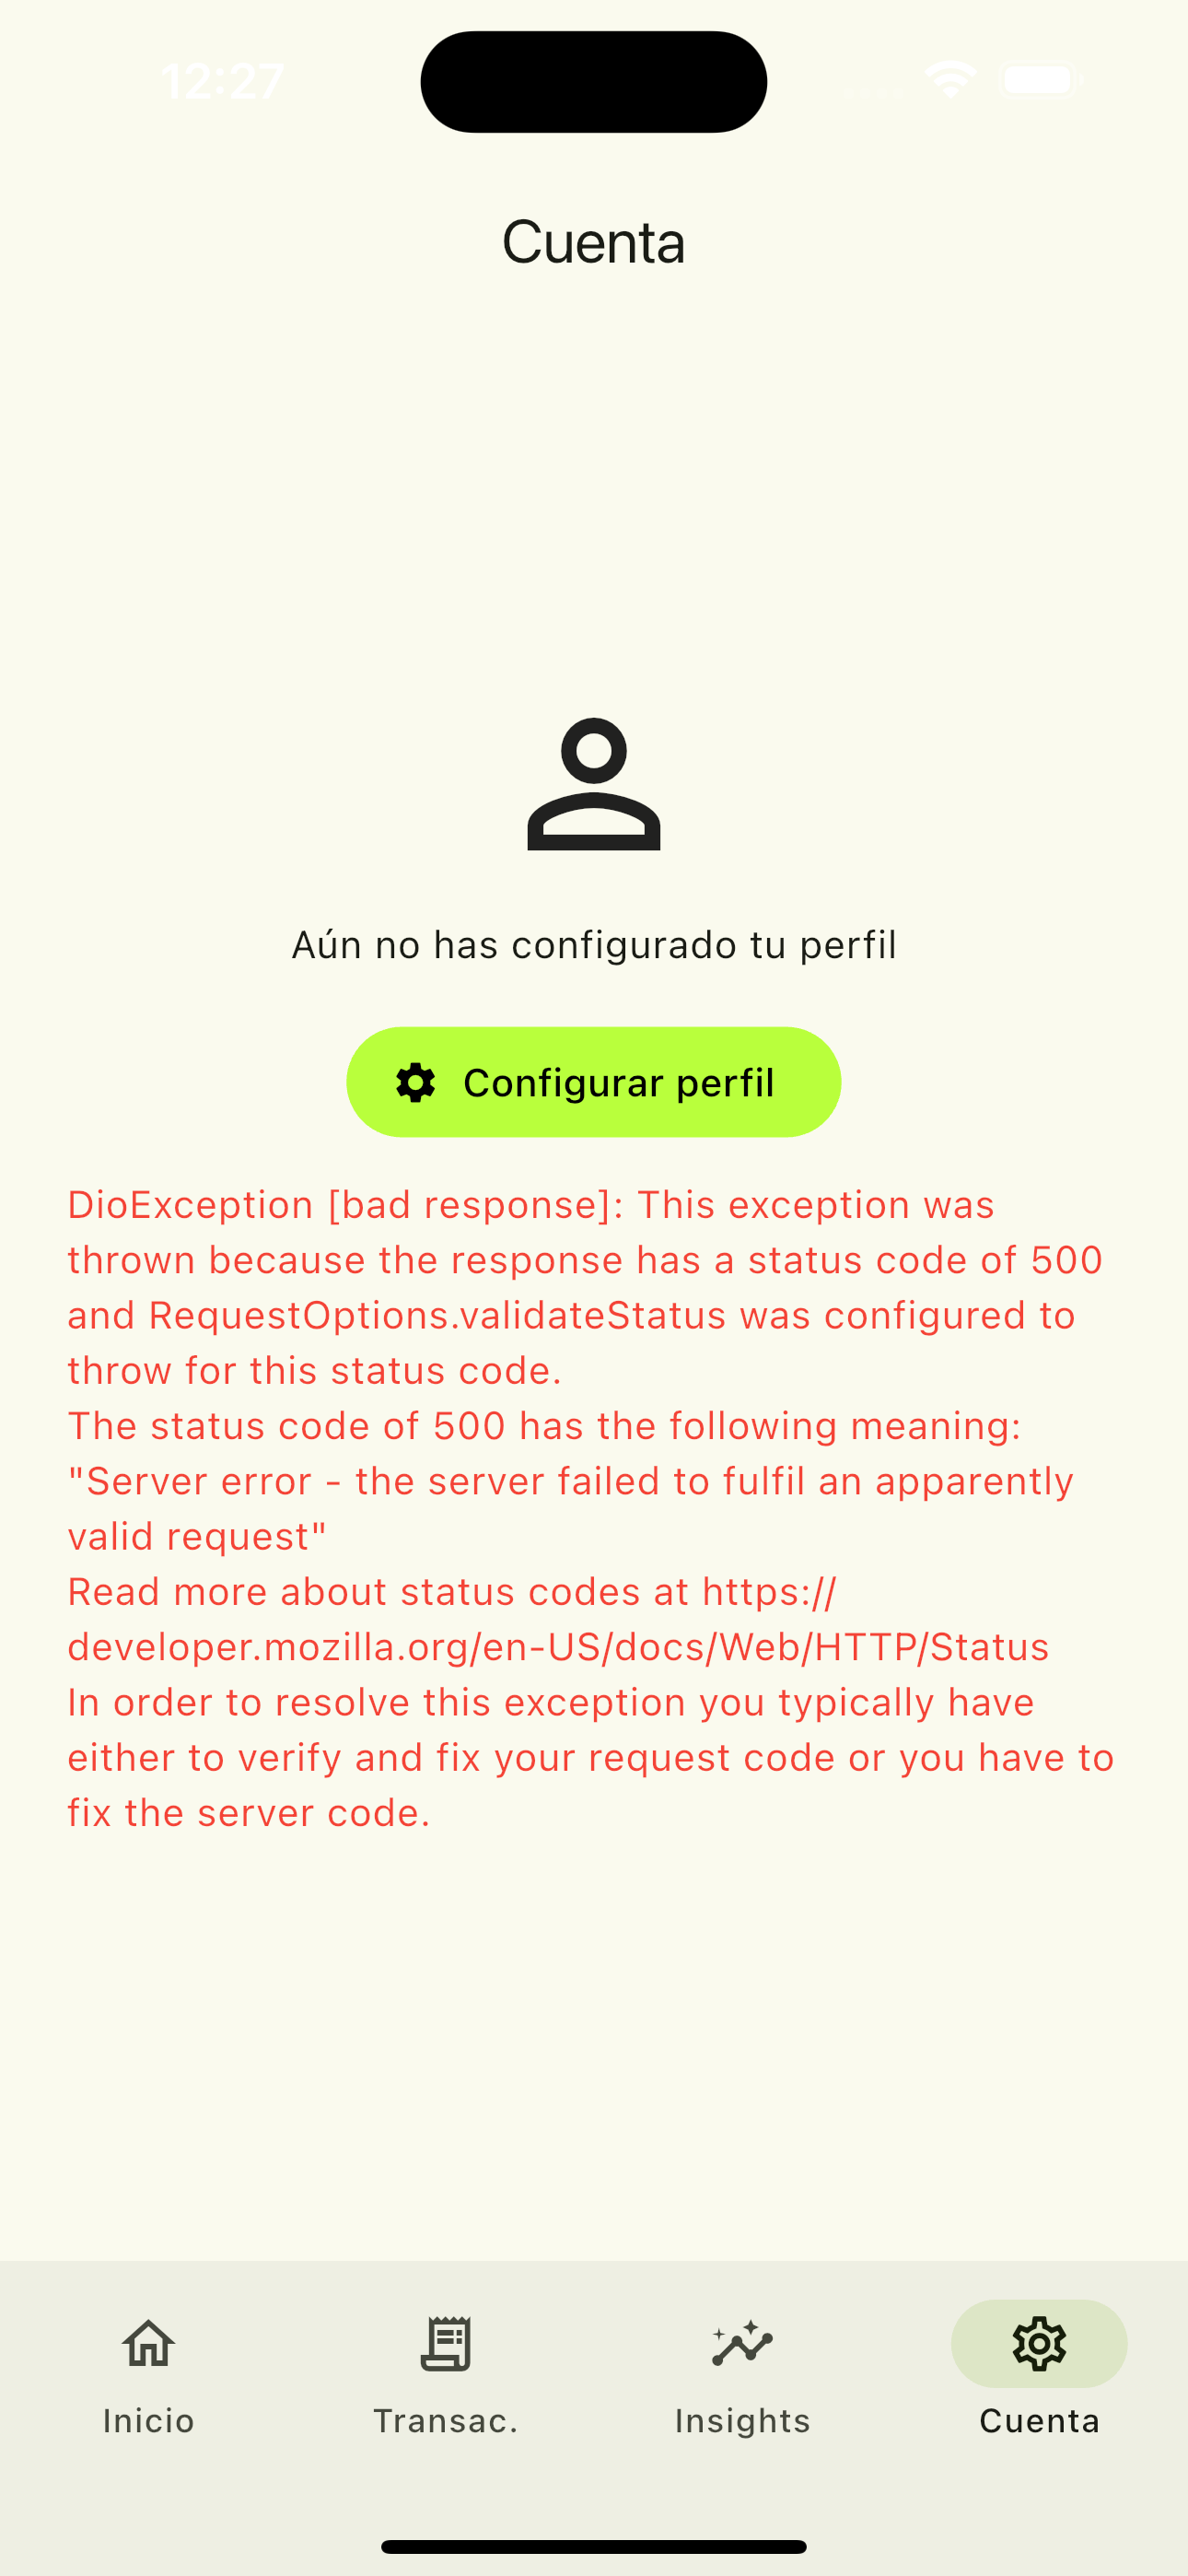 12:27
Cuenta
Aún no has configurado tu perfil
Configurar perfil
DioException [bad response]: This exception was
thrown because the response has a status code of 500
and RequestOptions.validateStatus was configured to
throw for this status code.
The status code of 500 has the following meaning:
"Server error - the server failed to fulfil an apparently
valid request"
Read more about status codes at https://
developer.mozilla.org/en-US/docs/Web/HTTP/Status
In order to resolve this exception you typically have
either to verify and fix your request code or you have to
fix the server code.
Inicio
Transac.
Insights
Cuenta